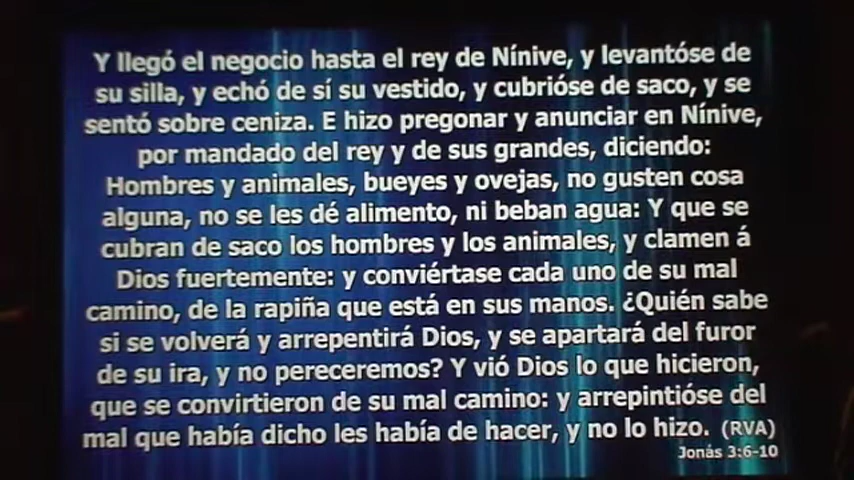 Y llegó el negocio hasta el rey de Nínive, y levantóse de
su silla, y echó de sí su vestido, y cubrióse de saco, y se
sentó sobre ceniza. E hizo pregonar y anunciar en Nínive,
por mandado del rey y de sus grandes, diciendo:
Hombres y animales, bueyes y ovejas, no gusten cosa
alguna, no se les dé alimento, ni beban agua: Y que se
cubran de saco los hombres y los animales, y clamen á
Dios fuertemente: y conviértase cada uno de su mal
camino, de la rapiña que está en sus manos. ¿Quién sabe
si se volverá y arrepentirá Dios, y se apartará del furor
de su ira, y no pereceremos? Y vió Dios lo que hicieron,
que se convirtieron de su mal camino: y arrepintióse del
mal que había dicho les había de hacer, y no lo hizo. (RVA)
Jonás 3:6-10